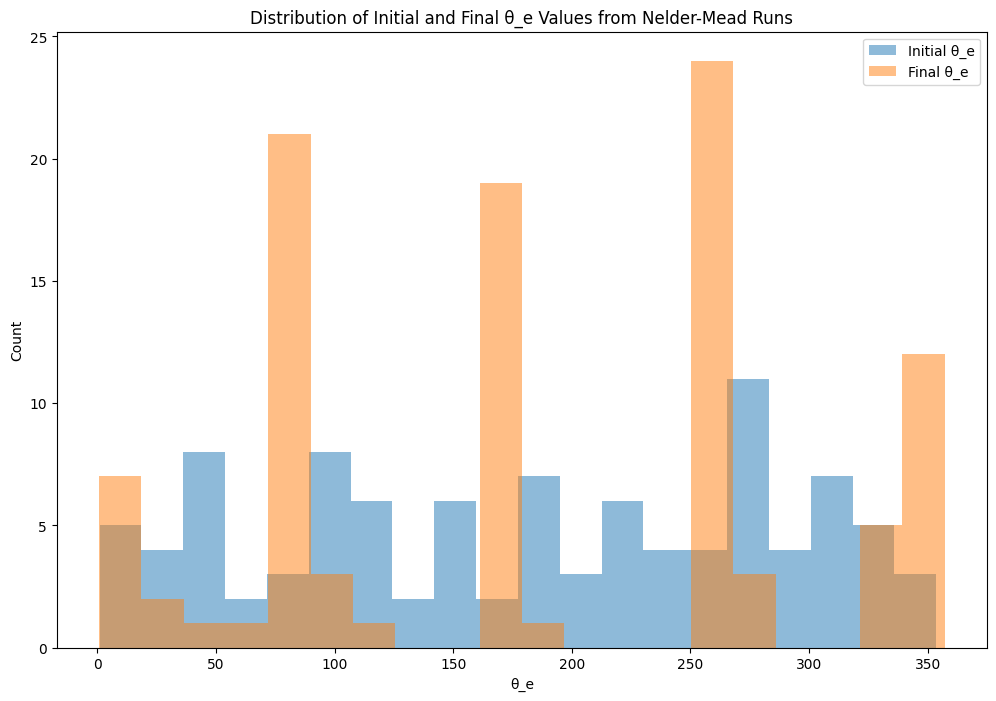 Distribution of Initial and Final θ_e Values from Nelder-Mead Runs
Initial θ_e
Final θ_e
Count
25
20
15
10
5
0
0 50 100 150 200 250 300 350
θ_e